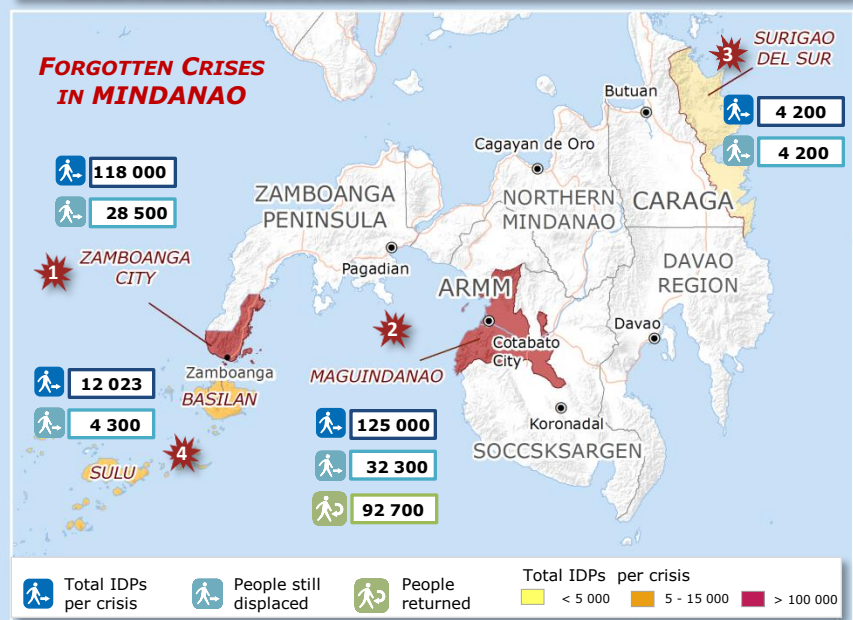 FORGOTTEN CRISES
IN MINDANAO
3
SURIGAO
DEL SUR
4 200
4 200
Butuan
Cagayan de Oro
118 000
28 500
ZAMBOANGA
PENINSULA
NORTHERN
MINDANAO
CARAGA
1
ZAMBOANGA
CITY
Pagadian
ARMM
DAVAO
REGION
2
Cotabato
City
Davao
MAGUINDANAO
Zamboanga
BASILAN
12 023
4 300
4
SULU
125 000
32 300
92 700
Koronadal
SOCCSKSARGEN
Total IDPs
per crisis
People still
displaced
People
returned
Total IDPs per crisis
< 5 000
5 - 15 000
> 100 000